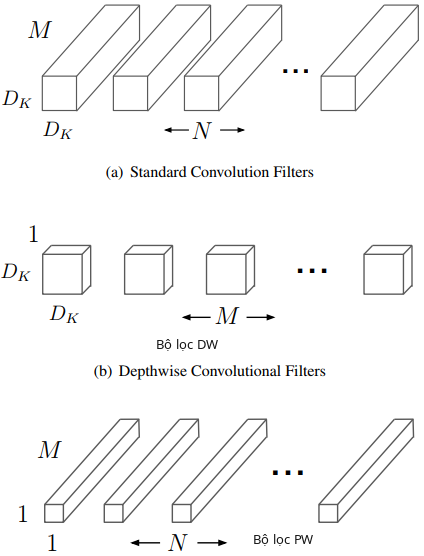 M
D_K
D_K
N
...
(a) Standard Convolution Filters
1
D_K
D_K
M
...
Bộ lọc DW
(b) Depthwise Convolutional Filters
M
1
1
N
...
Bộ lọc PW